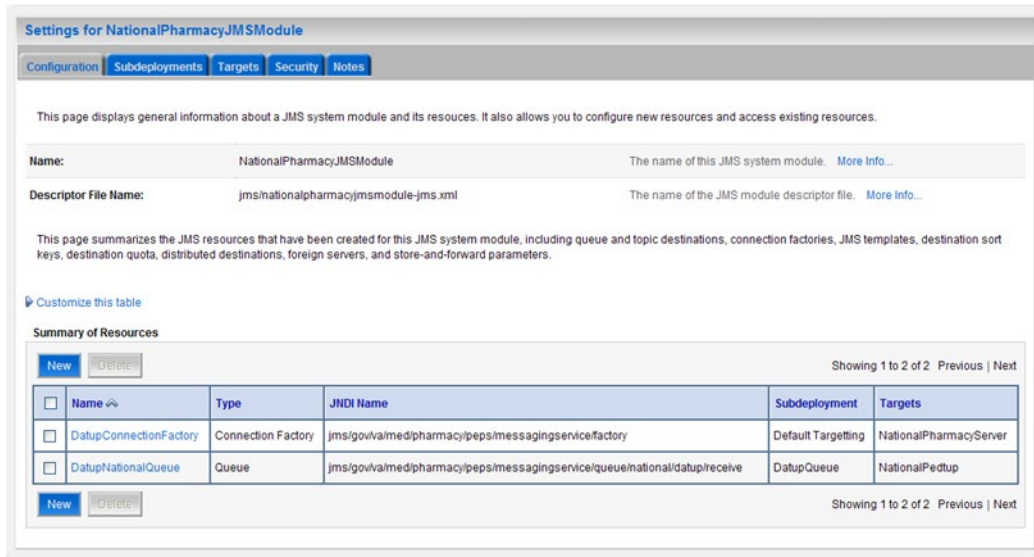 Settings for NationalPharmacyJMSModule
Configuration Subdeployments Targets Security Notes
This page displays general information about a JMS system module and its resouces. It also allows you to configure new resources and access existing resources.
Name: NationalPharmacyJMSModule The name of this JMS system module. More Info...
Descriptor File Name: jms/nationalpharmacyjmsmodule-jms.xml The name of the JMS module descriptor file. More Info...
This page summarizes the JMS resources that have been created for this JMS system module, including queue and topic destinations, connection factories, JMS templates, destination sort
keys, destination quota, distributed destinations, foreign servers, and store-and-forward parameters.
Customize this table
Summary of Resources
New Delete Showing 1 to 2 of 2 Previous | Next
Name Type JNDI Name Subdeployment Targets
DatupConnectionFactory Connection Factory jms/gov/va/med/pharmacy/peps/messagingservice/factory Default Targetting NationalPharmacyServer
DatupNationalQueue Queue jms/gov/va/med/pharmacy/peps/messagingservice/queue/national/datup/receive DatupQueue NationalPedtup
New Delete Showing 1 to 2 of 2 Previous | Next